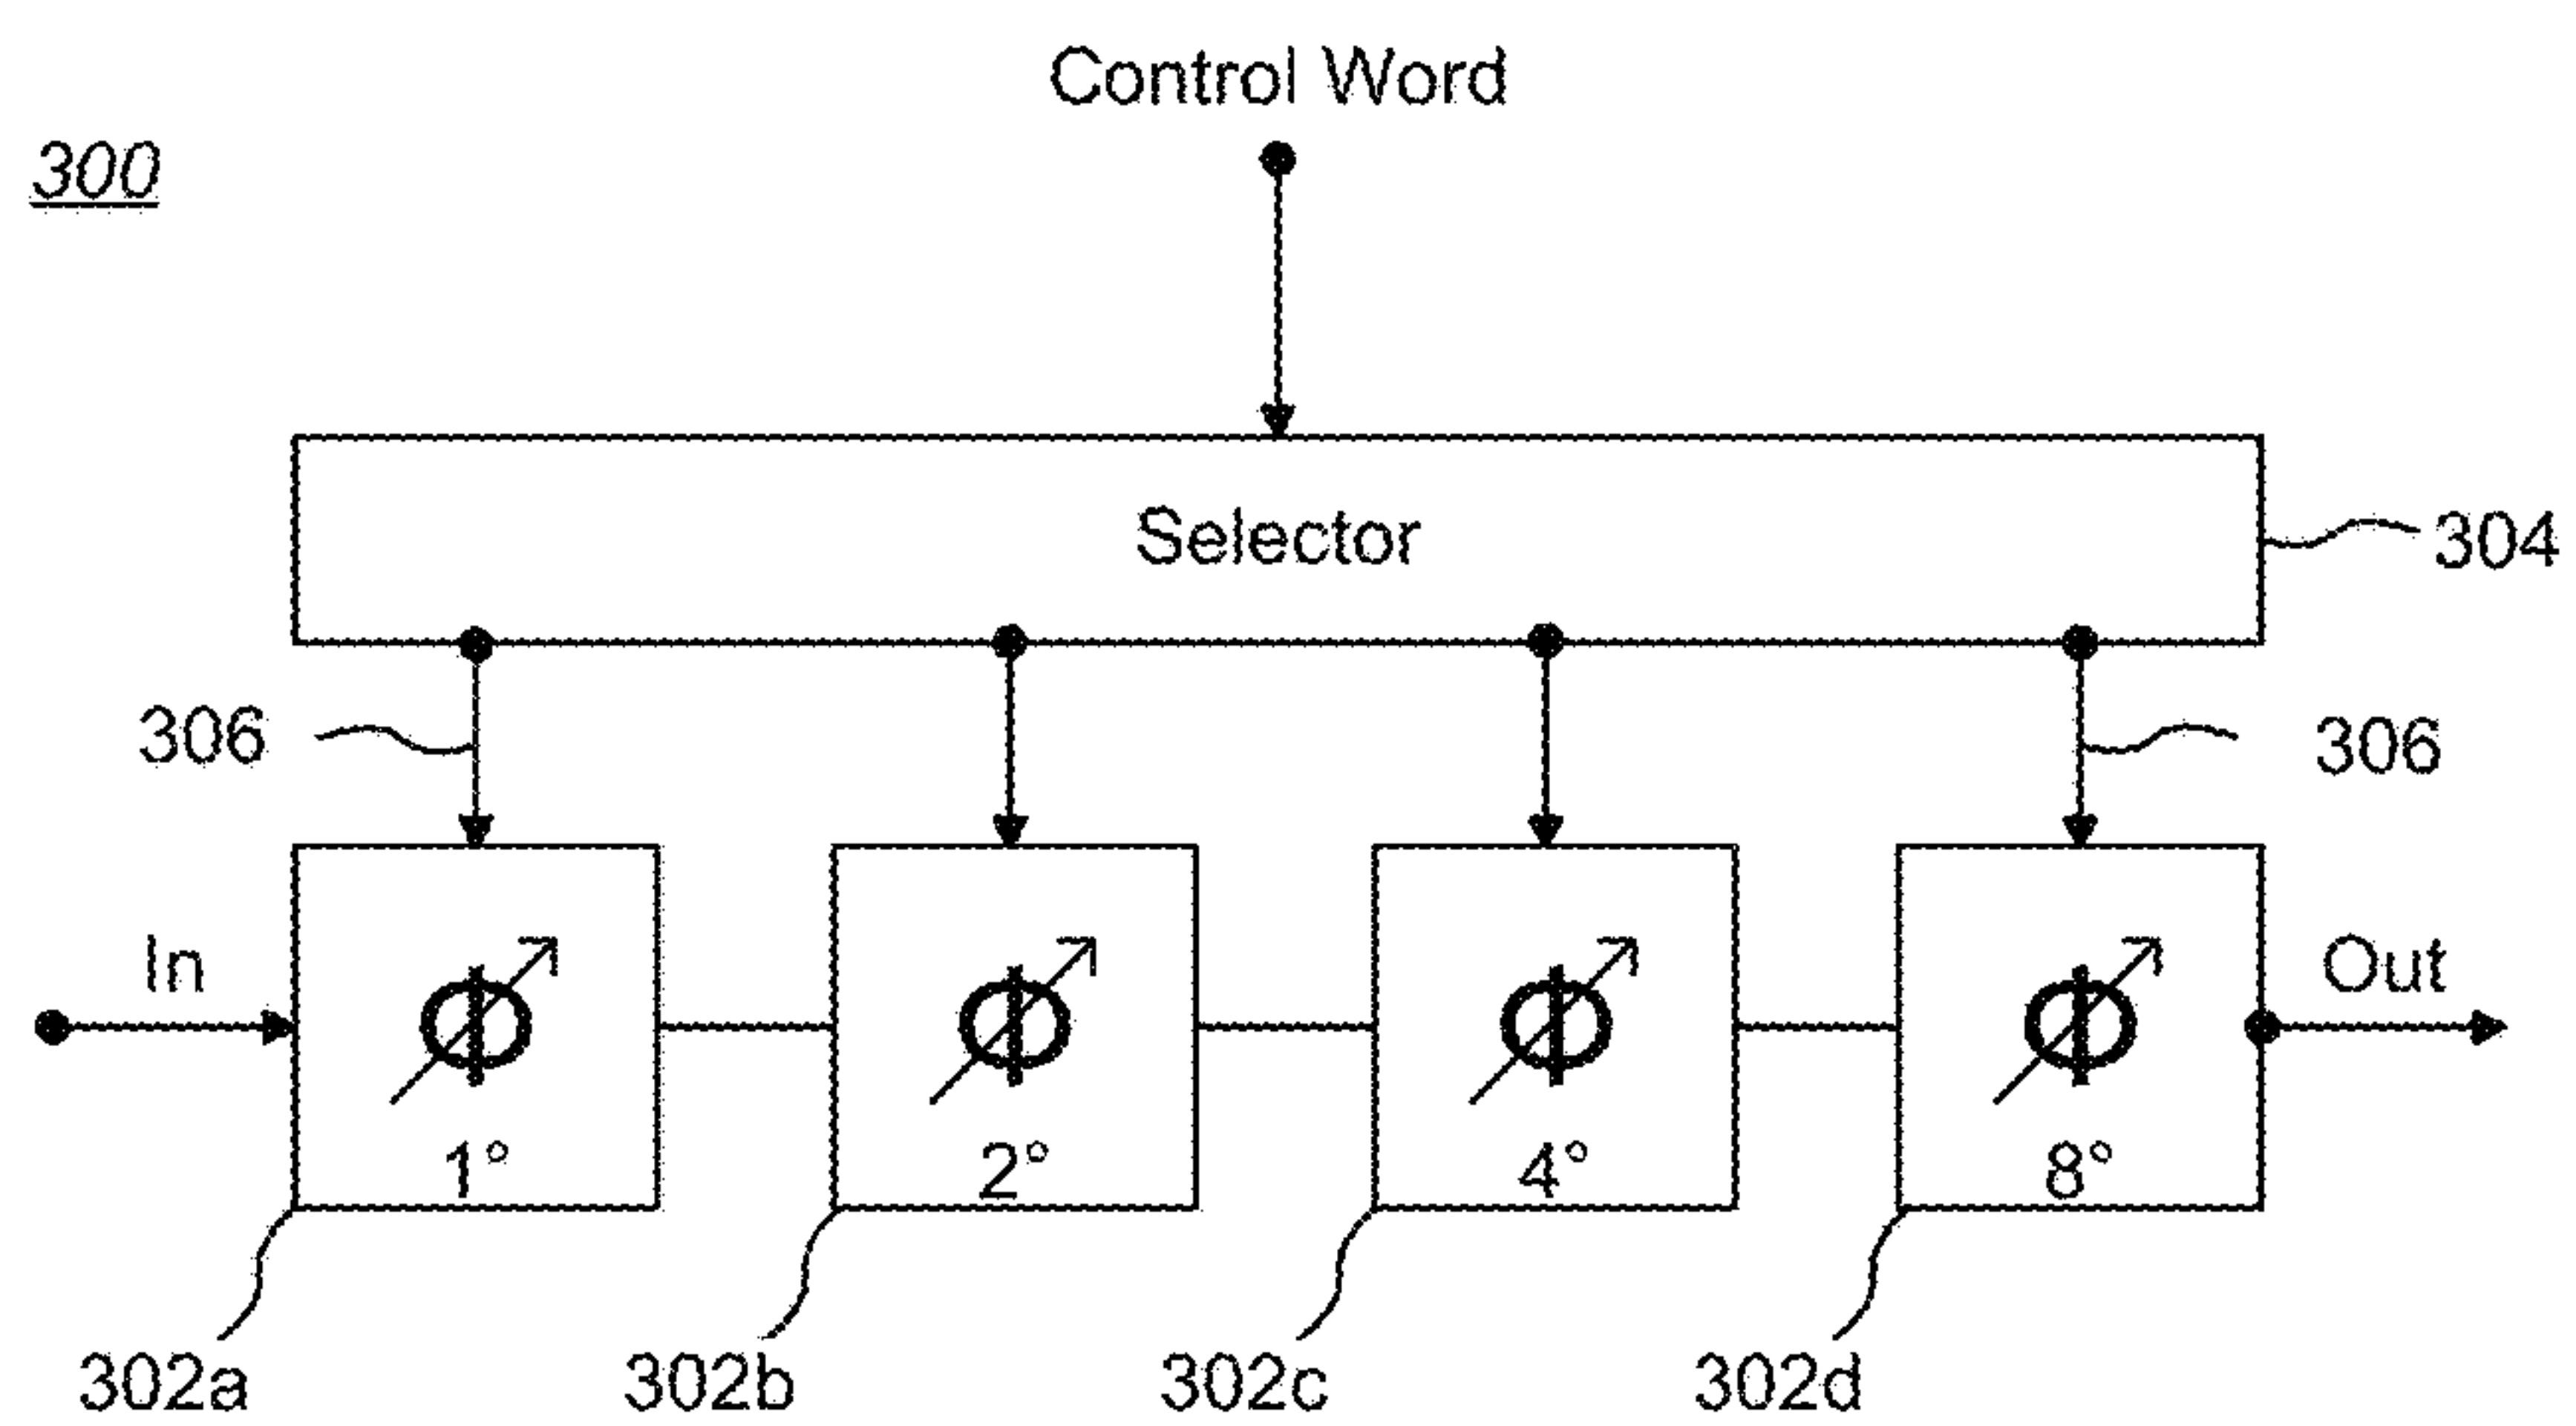 Control Word
300
Selector
304
306
306
In
Φ
Φ
Φ
Φ
Out
1°
2°
4°
8°
302a
302b
302c
302d